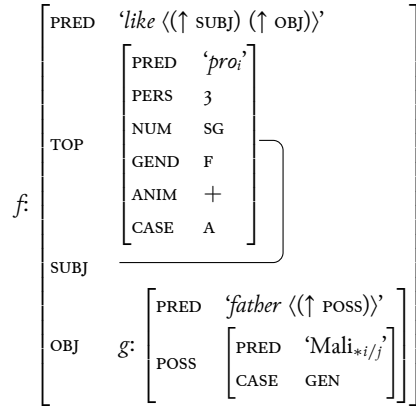 PRED ‘like ⟨(↑ SUBJ) (↑ OBJ)⟩’
PRED ‘proᵢ’
PERS 3
NUM SG
TOP
GEND F
ANIM +
f:
CASE A
SUBJ
PRED ‘father ⟨(↑ POSS)⟩’
OBJ g:
PRED ‘Mali*i/j’
POSS
CASE GEN